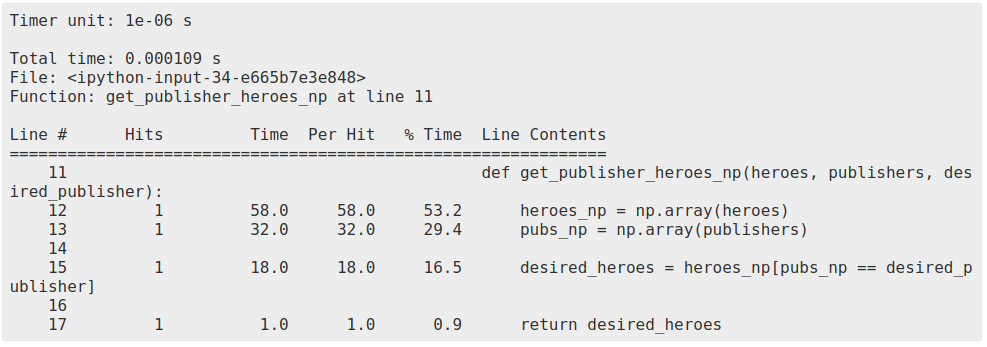 Timer unit: 1e-06 s

Total time: 0.000109 s
File: <ipython-input-34-e665b7e3e848>
Function: get_publisher_heroes_np at line 11

Line #      Hits         Time  Per Hit   % Time  Line Contents
==============================================================
    11                                           def get_publisher_heroes_np(heroes, publishers, des
ired_publisher):
    12         1         58.0     58.0     53.2      heroes_np = np.array(heroes)
    13         1         32.0     32.0     29.4      pubs_np = np.array(publishers)
    14
    15         1         18.0     18.0     16.5      desired_heroes = heroes_np[pubs_np == desired_p
ublisher]
    16
    17         1          1.0      1.0      0.9      return desired_heroes